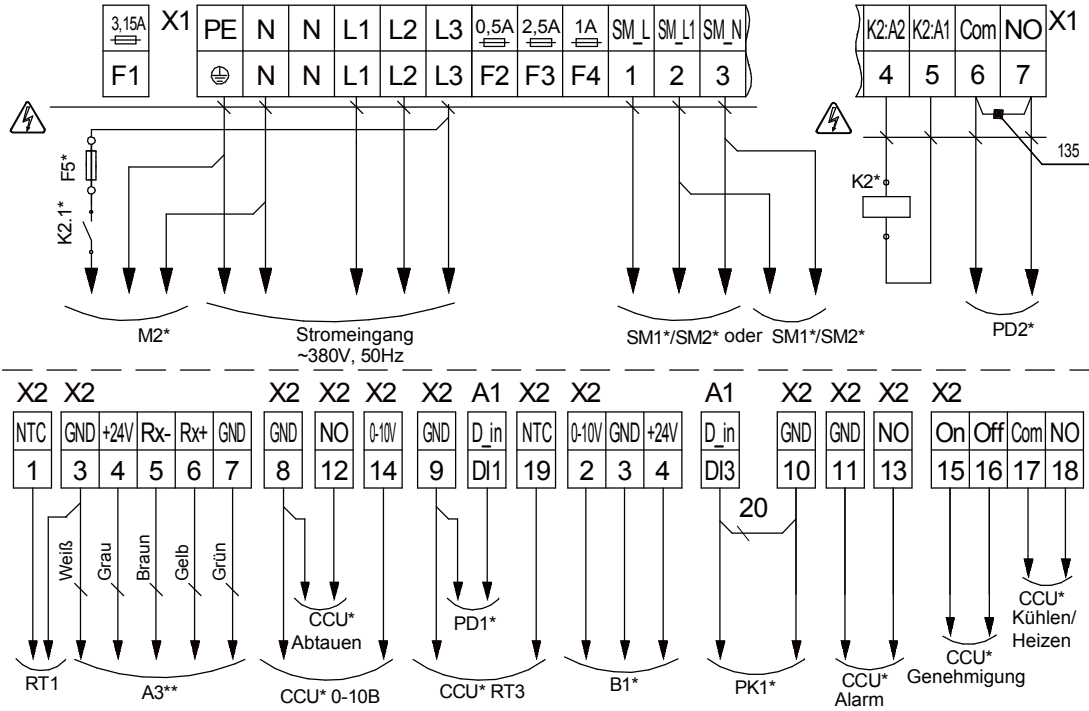 3,15A X1 PE N N L1 L2 L3 0,5A 2,5A 1A SM_L SM_L1 SM_N K2:A2 K2:A1 Com NO X1
F1 N N L1 L2 L3 F2 F3 F4 1 2 3 4 5 6 7
135
F5*
K2.1*
K2*
M2*
Stromeingang
~380V, 50Hz
SM1*/SM2* oder SM1*/SM2*
PD2*
X2 X2 X2 X2 X2 X2 A1 X2 X2 A1 X2 X2 X2 X2
NTC GND +24V Rx- Rx+ GND GND NO 0-10V GND D_in NTC 0-10V GND +24V D_in GND GND NO On Off Com NO
1 3 4 5 6 7 8 12 14 9 DI1 19 2 3 4 DI3 10 11 13 15 16 17 18
20
Weiß
Grau
Braun
Gelb
Grün
CCU*
Abtauen
PD1*
CCU*
Kühlen/
Heizen
RT1
A3**
CCU* 0-10B
CCU* RT3
B1*
PK1*
CCU*
Alarm
CCU*
Genehmigung